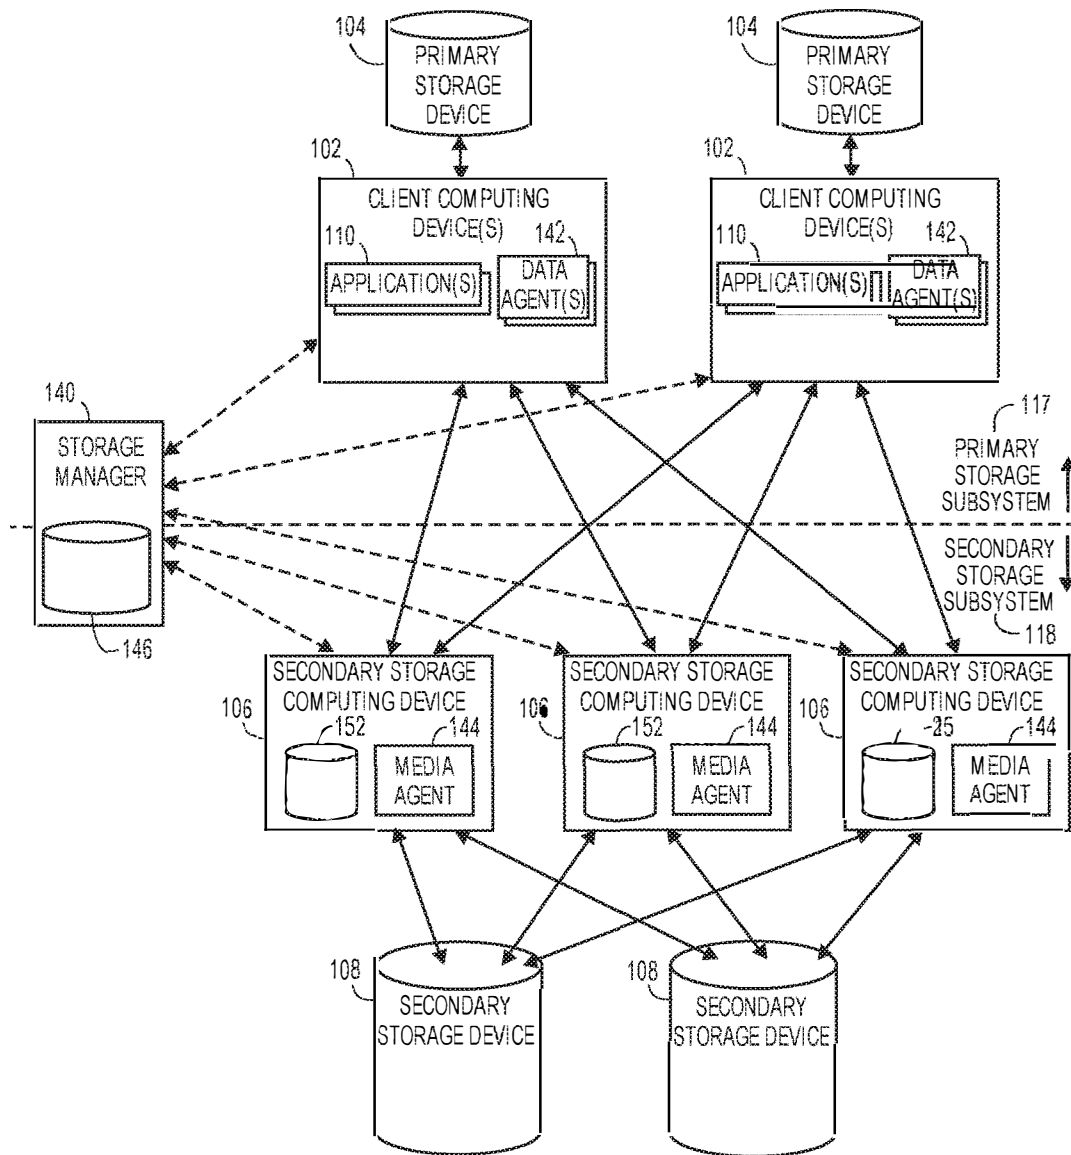 104
PRIMARY
STORAGE
DEVICE
104
PRIMARY
STORAGE
DEVICE
102
CLIENT COMPUTING
DEVICE(S)
110
142
APPLICATION(S)
DATA
AGENT(S)
102
CLIENT COMPUTING
DEVICE(S)
110
142
APPLICATION(S)
DATA
AGENT(S)
140
STORAGE
MANAGER
146
117
PRIMARY
STORAGE
SUBSYSTEM
SECONDARY
STORAGE
SUBSYSTEM
118
SECONDARY STORAGE
COMPUTING DEVICE
106
152
144
MEDIA
AGENT
SECONDARY STORAGE
COMPUTING DEVICE
106
152
144
MEDIA
AGENT
SECONDARY STORAGE
COMPUTING DEVICE
106
144
MEDIA
AGENT
108
SECONDARY
STORAGE DEVICE
108
SECONDARY
STORAGE DEVICE